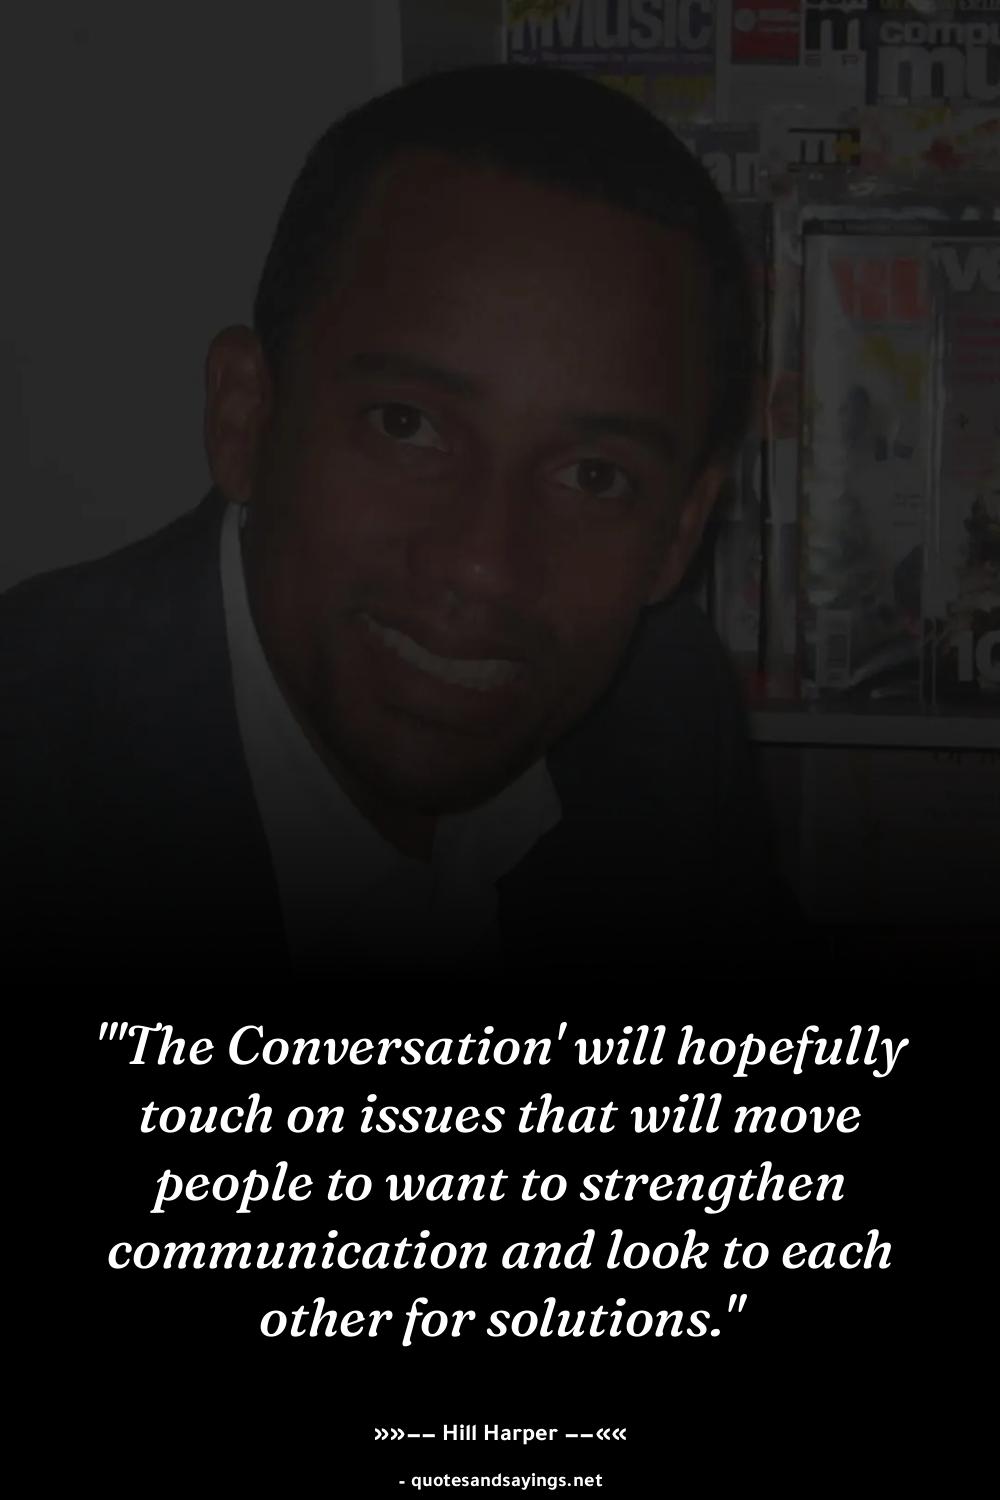 Music
"'The Conversation' will hopefully
touch on issues that will move
people to want to strengthen
communication and look to each
other for solutions."
»»−− Hill Harper −−««
- quotesandsayings.net